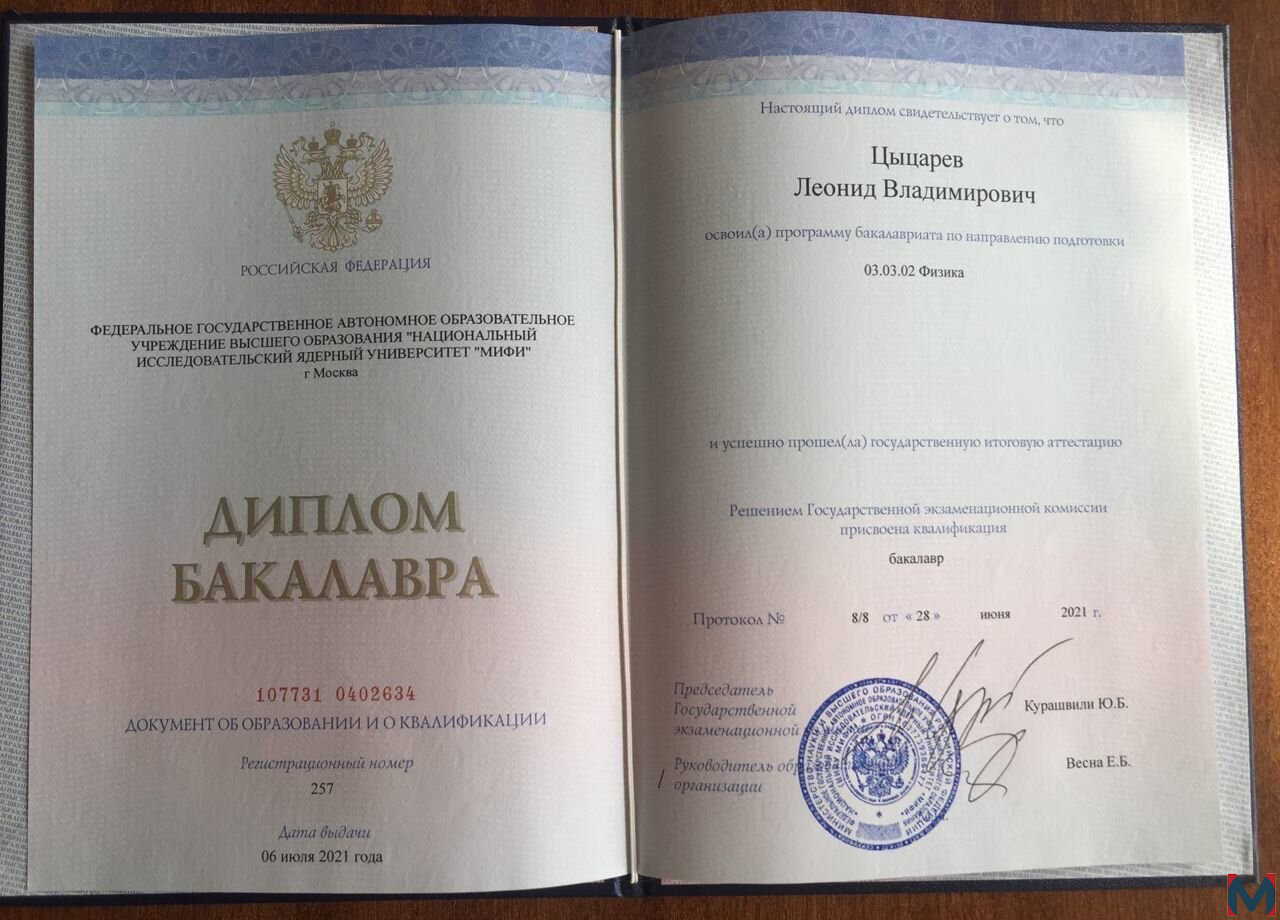 РОССИЙСКАЯ ФЕДЕРАЦИЯ
ФЕДЕРАЛЬНОЕ ГОСУДАРСТВЕННОЕ АВТОНОМНОЕ ОБРАЗОВАТЕЛЬНОЕ
УЧРЕЖДЕНИЕ ВЫСШЕГО ОБРАЗОВАНИЯ "НАЦИОНАЛЬНЫЙ
ИССЛЕДОВАТЕЛЬСКИЙ ЯДЕРНЫЙ УНИВЕРСИТЕТ "МИФИ"
г Москва
ДИПЛОМ
БАКАЛАВРА
107731 0402634
ДОКУМЕНТ ОБ ОБРАЗОВАНИИ И О КВАЛИФИКАЦИИ
Регистрационный номер
257
Дата выдачи
06 июля 2021 года
Настоящий диплом свидетельствует о том, что
Цыцарев
Леонид Владимирович
освоил(а) программу бакалавриата по направлению подготовки
03.03.02 Физика
и успешно прошел(ла) государственную итоговую аттестацию
Решением Государственной экзаменационной комиссии
присвоена квалификация
бакалавр
Протокол № 8/8 от « 28 » июня 2021 г.
Председатель
Государственной
экзаменационной
Курашвили Ю.Б.
Руководитель
организации
Весна Е.Б.
М